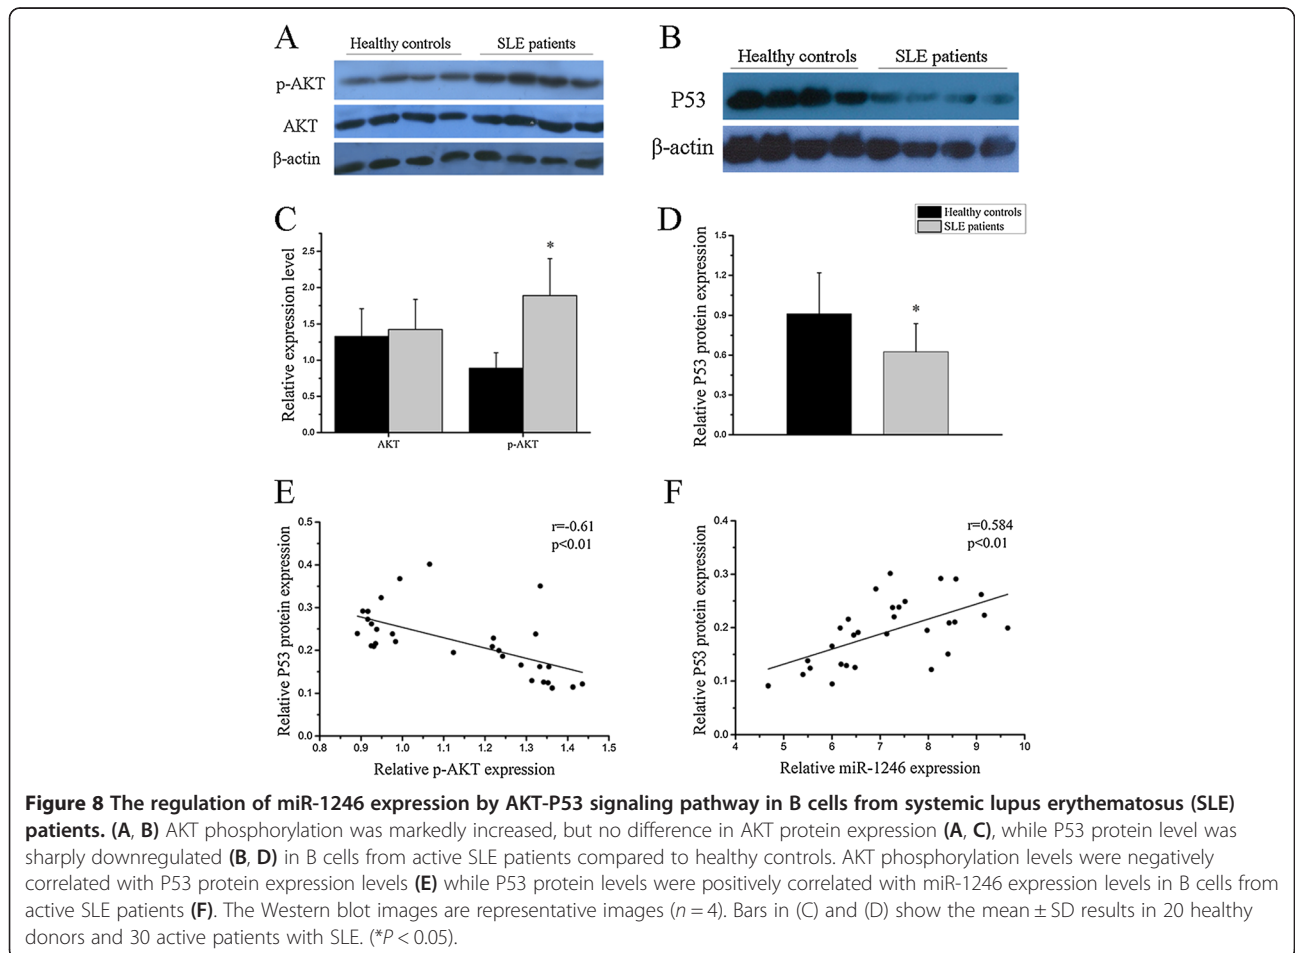 A
Healthy controls SLE patients
p-AKT
AKT
β-actin
B
Healthy controls SLE patients
P53
β-actin
C
Relative expression level
2.5
2.0
1.5
1.0
0.5
0.0
*
AKT p-AKT
D
Healthy controls
SLE patients
Relative P53 protein expression
1.5
1.2
0.9
0.6
0.3
0.0
*
E
r=-0.61
p<0.01
Relative P53 protein expression
0.5
0.4
0.3
0.2
0.1
0.0
0.8 0.9 1.0 1.1 1.2 1.3 1.4 1.5
Relative p-AKT expression
F
r=0.584
p<0.01
Relative P53 protein expression
0.4
0.3
0.2
0.1
0.0
4 5 6 7 8 9 10
Relative miR-1246 expression
Figure 8 The regulation of miR-1246 expression by AKT-P53 signaling pathway in B cells from systemic lupus erythematosus (SLE)
patients. (A, B) AKT phosphorylation was markedly increased, but no difference in AKT protein expression (A, C), while P53 protein level was
sharply downregulated (B, D) in B cells from active SLE patients compared to healthy controls. AKT phosphorylation levels were negatively
correlated with P53 protein expression levels (E) while P53 protein levels were positively correlated with miR-1246 expression levels in B cells from
active SLE patients (F). The Western blot images are representative images (n = 4). Bars in (C) and (D) show the mean ± SD results in 20 healthy
donors and 30 active patients with SLE. (*P < 0.05).